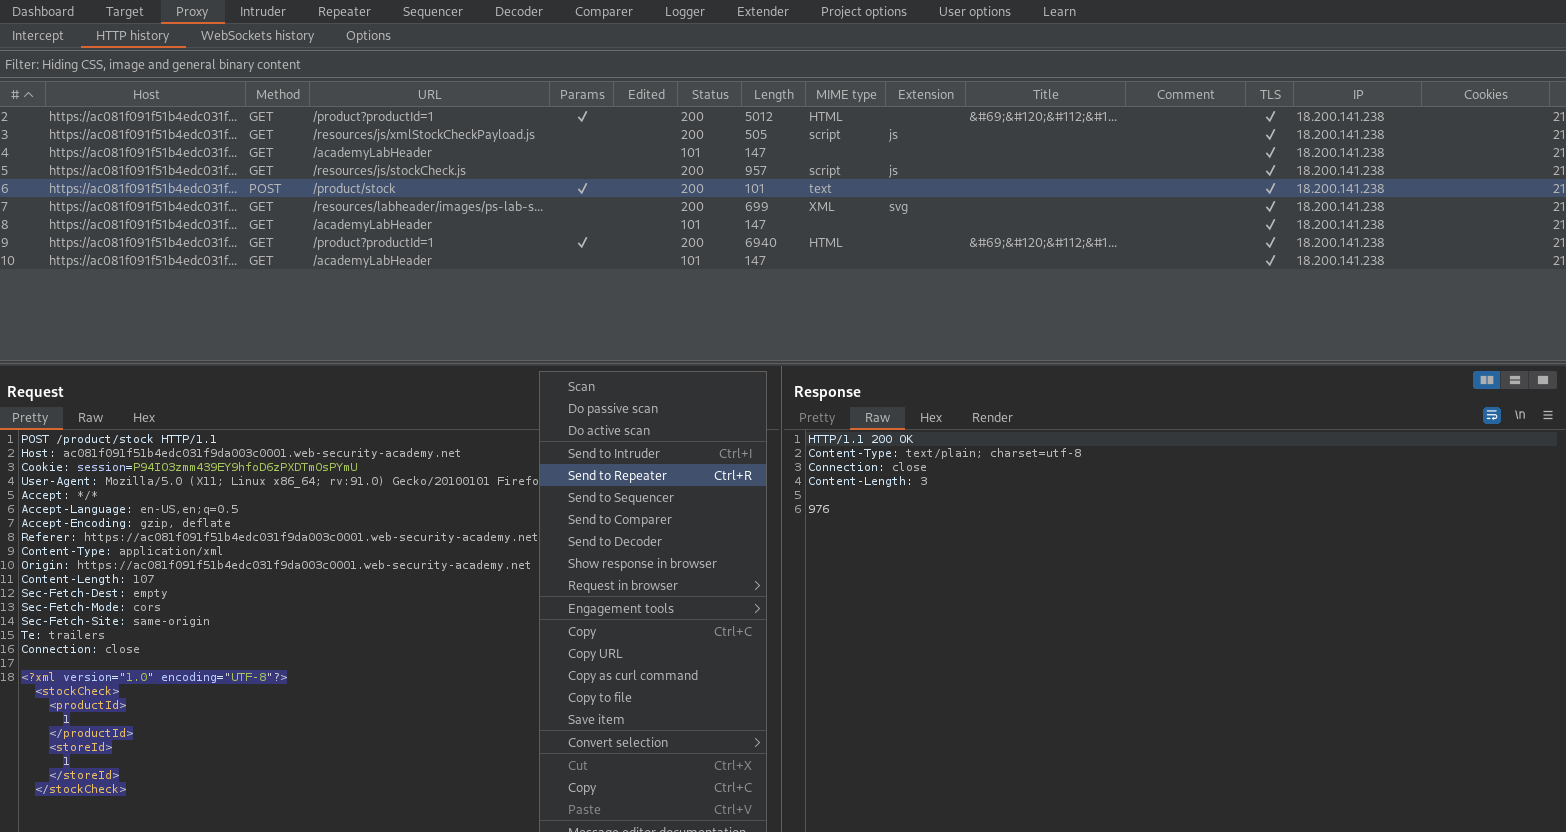 Dashboard Target Proxy Intruder Repeater Sequencer Decoder Comparer Logger Extender Project options User options Learn
Intercept HTTP history WebSockets history Options
Filter: Hiding CSS, image and general binary content
# Host Method URL Params Edited Status Length MIME type Extension Title Comment TLS IP Cookies
2 https://ac081f091f51b4edc031f... GET /product?productId=1 ✓ 200 5012 HTML &#69;&#120;&#112;&#1... ✓ 18.200.141.238 21
3 https://ac081f091f51b4edc031f... GET /resources/js/xmlStockCheckPayload.js 200 505 script js ✓ 18.200.141.238 21
4 https://ac081f091f51b4edc031f... GET /academyLabHeader 101 147 ✓ 18.200.141.238 21
5 https://ac081f091f51b4edc031f... GET /resources/js/stockCheck.js 200 957 script js ✓ 18.200.141.238 21
6 https://ac081f091f51b4edc031f... POST /product/stock ✓ 200 101 text ✓ 18.200.141.238 21
7 https://ac081f091f51b4edc031f... GET /resources/labheader/images/ps-lab-s... 200 699 XML svg ✓ 18.200.141.238 21
8 https://ac081f091f51b4edc031f... GET /academyLabHeader 101 147 ✓ 18.200.141.238 21
9 https://ac081f091f51b4edc031f... GET /product?productId=1 ✓ 200 6940 HTML &#69;&#120;&#112;&#1... ✓ 18.200.141.238 21
10 https://ac081f091f51b4edc031f... GET /academyLabHeader 101 147 ✓ 18.200.141.238 21
Request
Pretty Raw Hex
1 POST /product/stock HTTP/1.1
2 Host: ac081f091f51b4edc031f9da003c0001.web-security-academy.net
3 Cookie: session=P94I03zmm439EY9hfoD6zPXDTmOsPYmU
4 User-Agent: Mozilla/5.0 (X11; Linux x86_64; rv:91.0) Gecko/20100101 Firefo
5 Accept: */*
6 Accept-Language: en-US,en;q=0.5
7 Accept-Encoding: gzip, deflate
8 Referer: https://ac081f091f51b4edc031f9da003c0001.web-security-academy.net
9 Content-Type: application/xml
10 Origin: https://ac081f091f51b4edc031f9da003c0001.web-security-academy.net
11 Content-Length: 107
12 Sec-Fetch-Dest: empty
13 Sec-Fetch-Mode: cors
14 Sec-Fetch-Site: same-origin
15 Te: trailers
16 Connection: close
17
18 <?xml version="1.0" encoding="UTF-8"?>
<stockCheck>
<productId>
1
</productId>
<storeId>
1
</storeId>
</stockCheck>
Scan
Do passive scan
Do active scan
Send to Intruder Ctrl+I
Send to Repeater Ctrl+R
Send to Sequencer
Send to Comparer
Send to Decoder
Show response in browser
Request in browser
Engagement tools
Copy Ctrl+C
Copy URL
Copy as curl command
Copy to file
Save item
Convert selection
Cut Ctrl+X
Copy Ctrl+C
Paste Ctrl+V
Message editor documentation
Response
Pretty Raw Hex Render \n
1 HTTP/1.1 200 OK
2 Content-Type: text/plain; charset=utf-8
3 Connection: close
4 Content-Length: 3
5
6 976